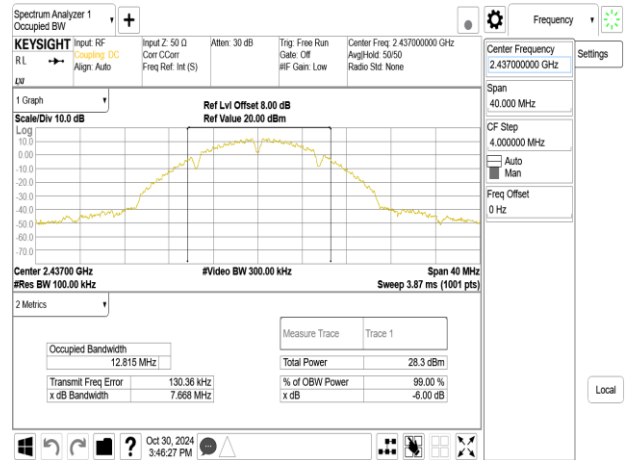 Spectrum Analyzer 1
Occupied BW
Frequency
KEYSIGHT
RL
LXI
Input: RF
Coupling: DC
Align: Auto
Input Z: 50 Ω
Corr CCorr
Freq Ref: Int (S)
Atten: 30 dB
Trig: Free Run
Gate: Off
#IF Gain: Low
Center Freq: 2.437000000 GHz
Avg|Hold: 50/50
Radio Std: None
Center Frequency
2.437000000 GHz
Settings
Span
40.000 MHz
CF Step
4.000000 MHz
Auto
Man
Freq Offset
0 Hz
Local
1 Graph
Scale/Div 10.0 dB
Ref Lvl Offset 8.00 dB
Ref Value 20.00 dBm
Log
10.0
0.00
-10.0
-20.0
-30.0
-40.0
-50.0
-60.0
-70.0
Center 2.43700 GHz
#Res BW 100.00 kHz
#Video BW 300.00 kHz
Span 40 MHz
Sweep 3.87 ms (1001 pts)
2 Metrics
Measure Trace Trace 1
Occupied Bandwidth
12.815 MHz
Total Power 28.3 dBm
Transmit Freq Error 130.36 kHz
% of OBW Power 99.00 %
x dB Bandwidth 7.668 MHz
x dB -6.00 dB
Oct 30, 2024
3:46:27 PM